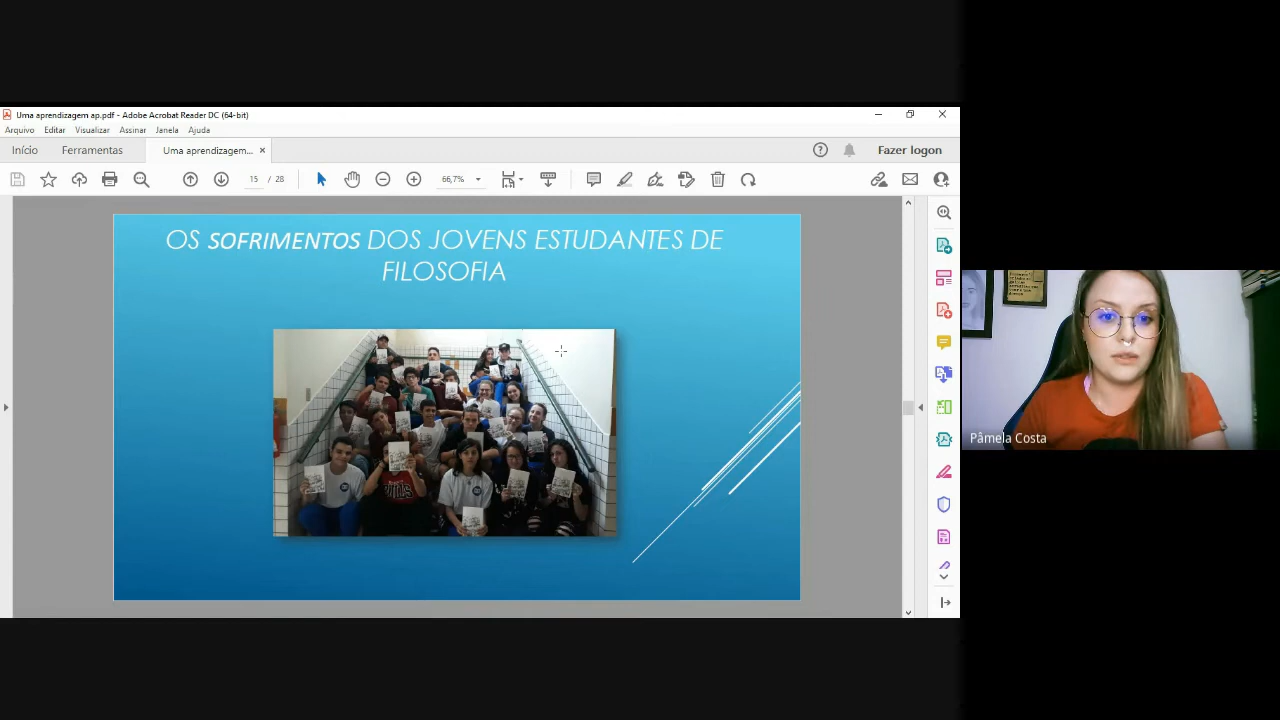 Uma aprendizagem ap.pdf - Adobe Acrobat Reader DC (64-bit)
Arquivo Editar Visualizar Assinar Janela Ajuda
Início Ferramentas Uma aprendizagem... Fazer logon
15 / 28 66,7%
OS SOFRIMENTOS DOS JOVENS ESTUDANTES DE
FILOSOFIA
Pâmela Costa